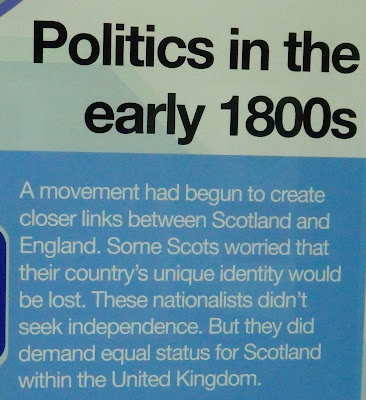 Politics in the
early 1800s
A movement had begun to create
closer links between Scotland and
England. Some Scots worried that
their country's unique identity would
be lost. These nationalists didn't
seek independence. But they did
demand equal status for Scotland
within the United Kingdom.